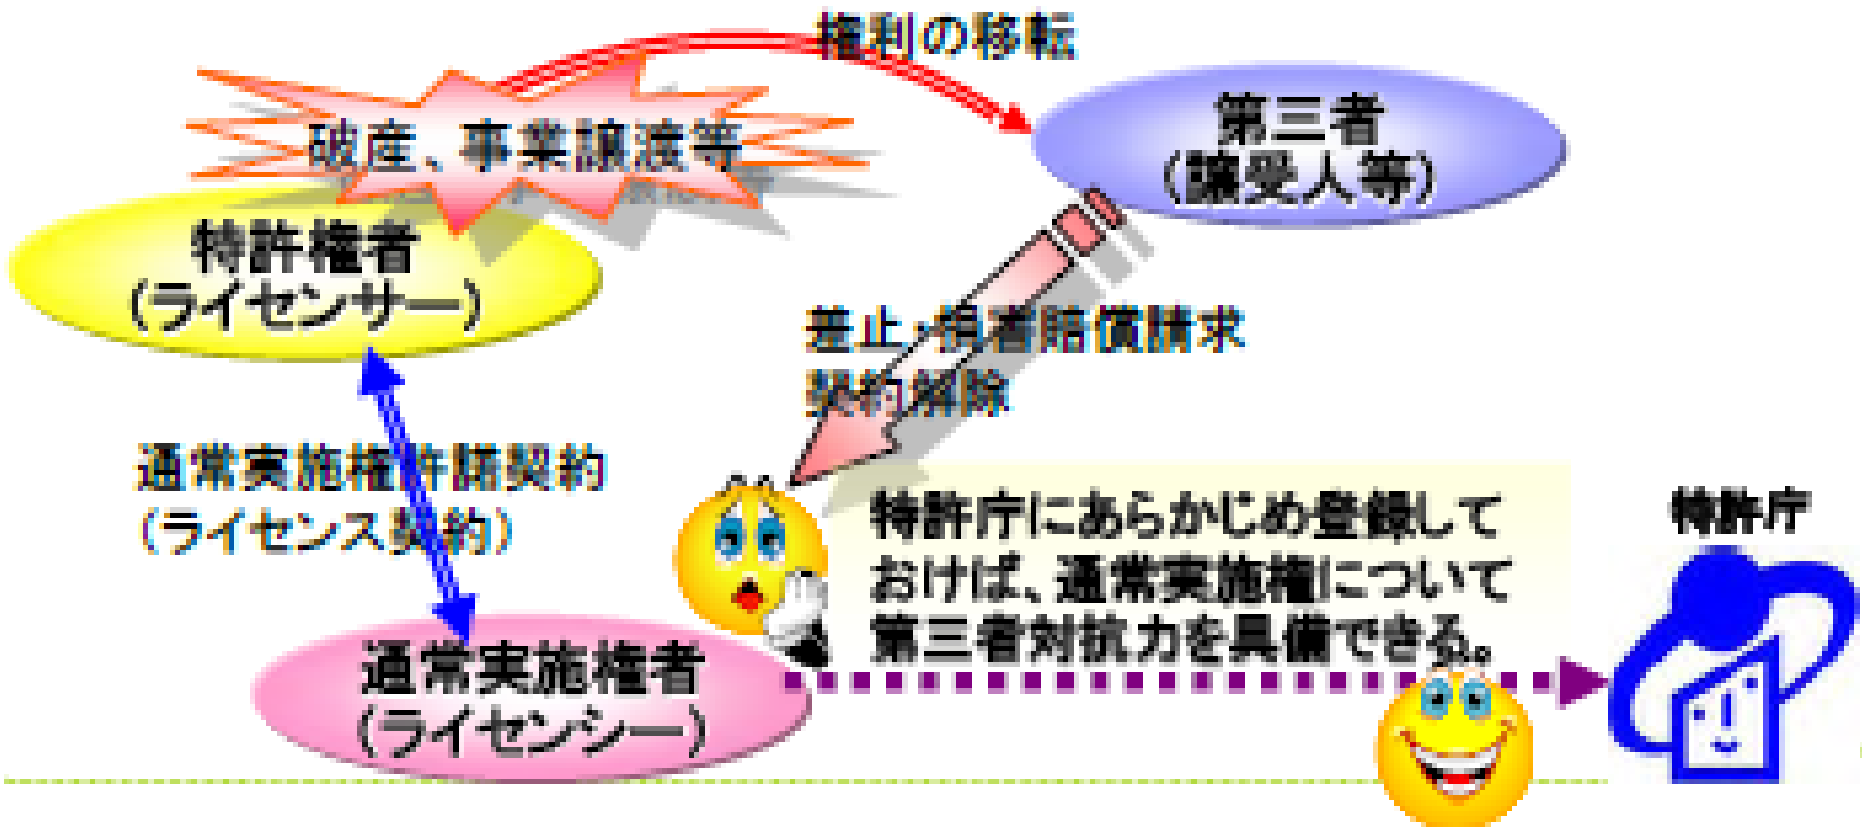 権利の移転
破産、事業譲渡等
第三者
(譲受人等)
特許権者
(ライセンサー)
差止・損害賠償請求
契約解除
通常実施権許諾契約
(ライセンス契約)
特許庁にあらかじめ登録して
おけば、通常実施権について
第三者対抗力を具備できる。
特許庁
通常実施権者
(ライセンシー)